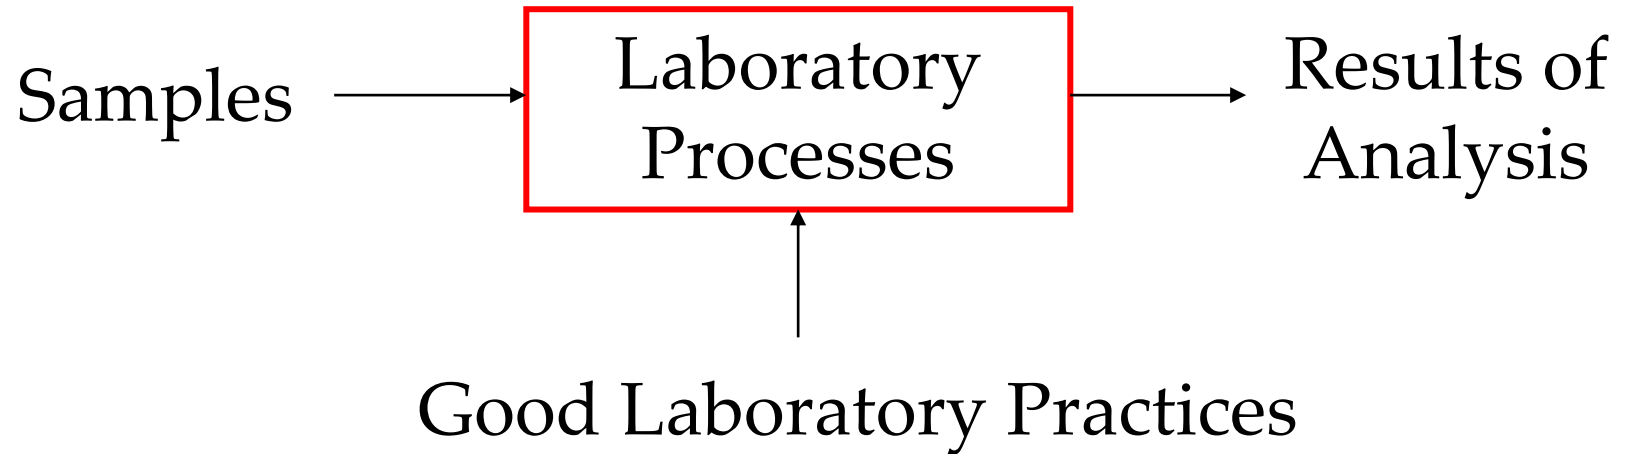 Samples
Laboratory
Processes
Results of
Analysis
Good Laboratory Practices